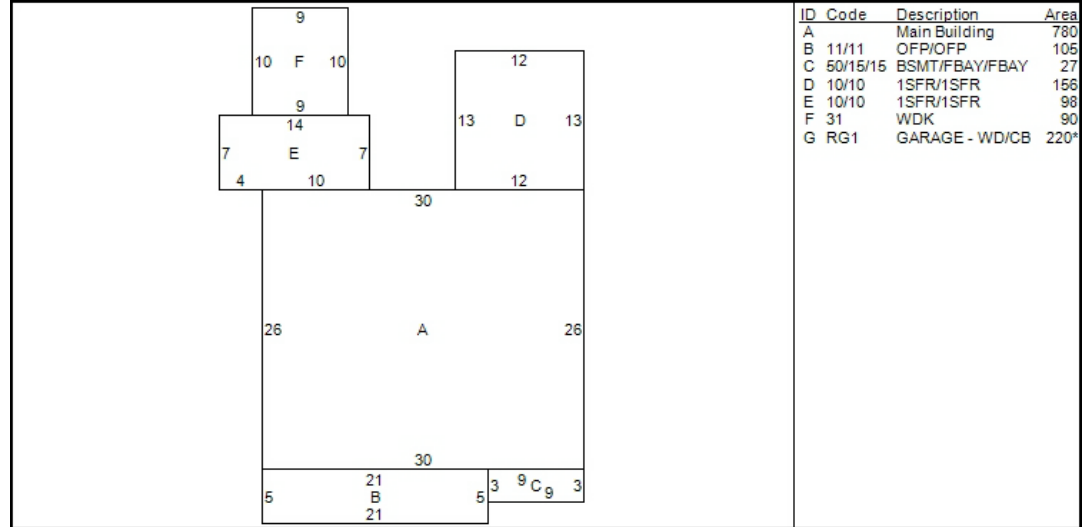 9
10 F 10
9
12
13 D 13
12
14
7 E 7
4 10
30
26 A 26
30
21
5 B 5
21
3 9 C 9 3
ID Code Description Area
A Main Building 780
B 11/11 OFP/OFP 105
C 50/15/15 BSMT/FBAY/FBAY 27
D 10/10 1SFR/1SFR 156
E 10/10 1SFR/1SFR 98
F 31 WDK 90
G RG1 GARAGE - WD/CB 220*